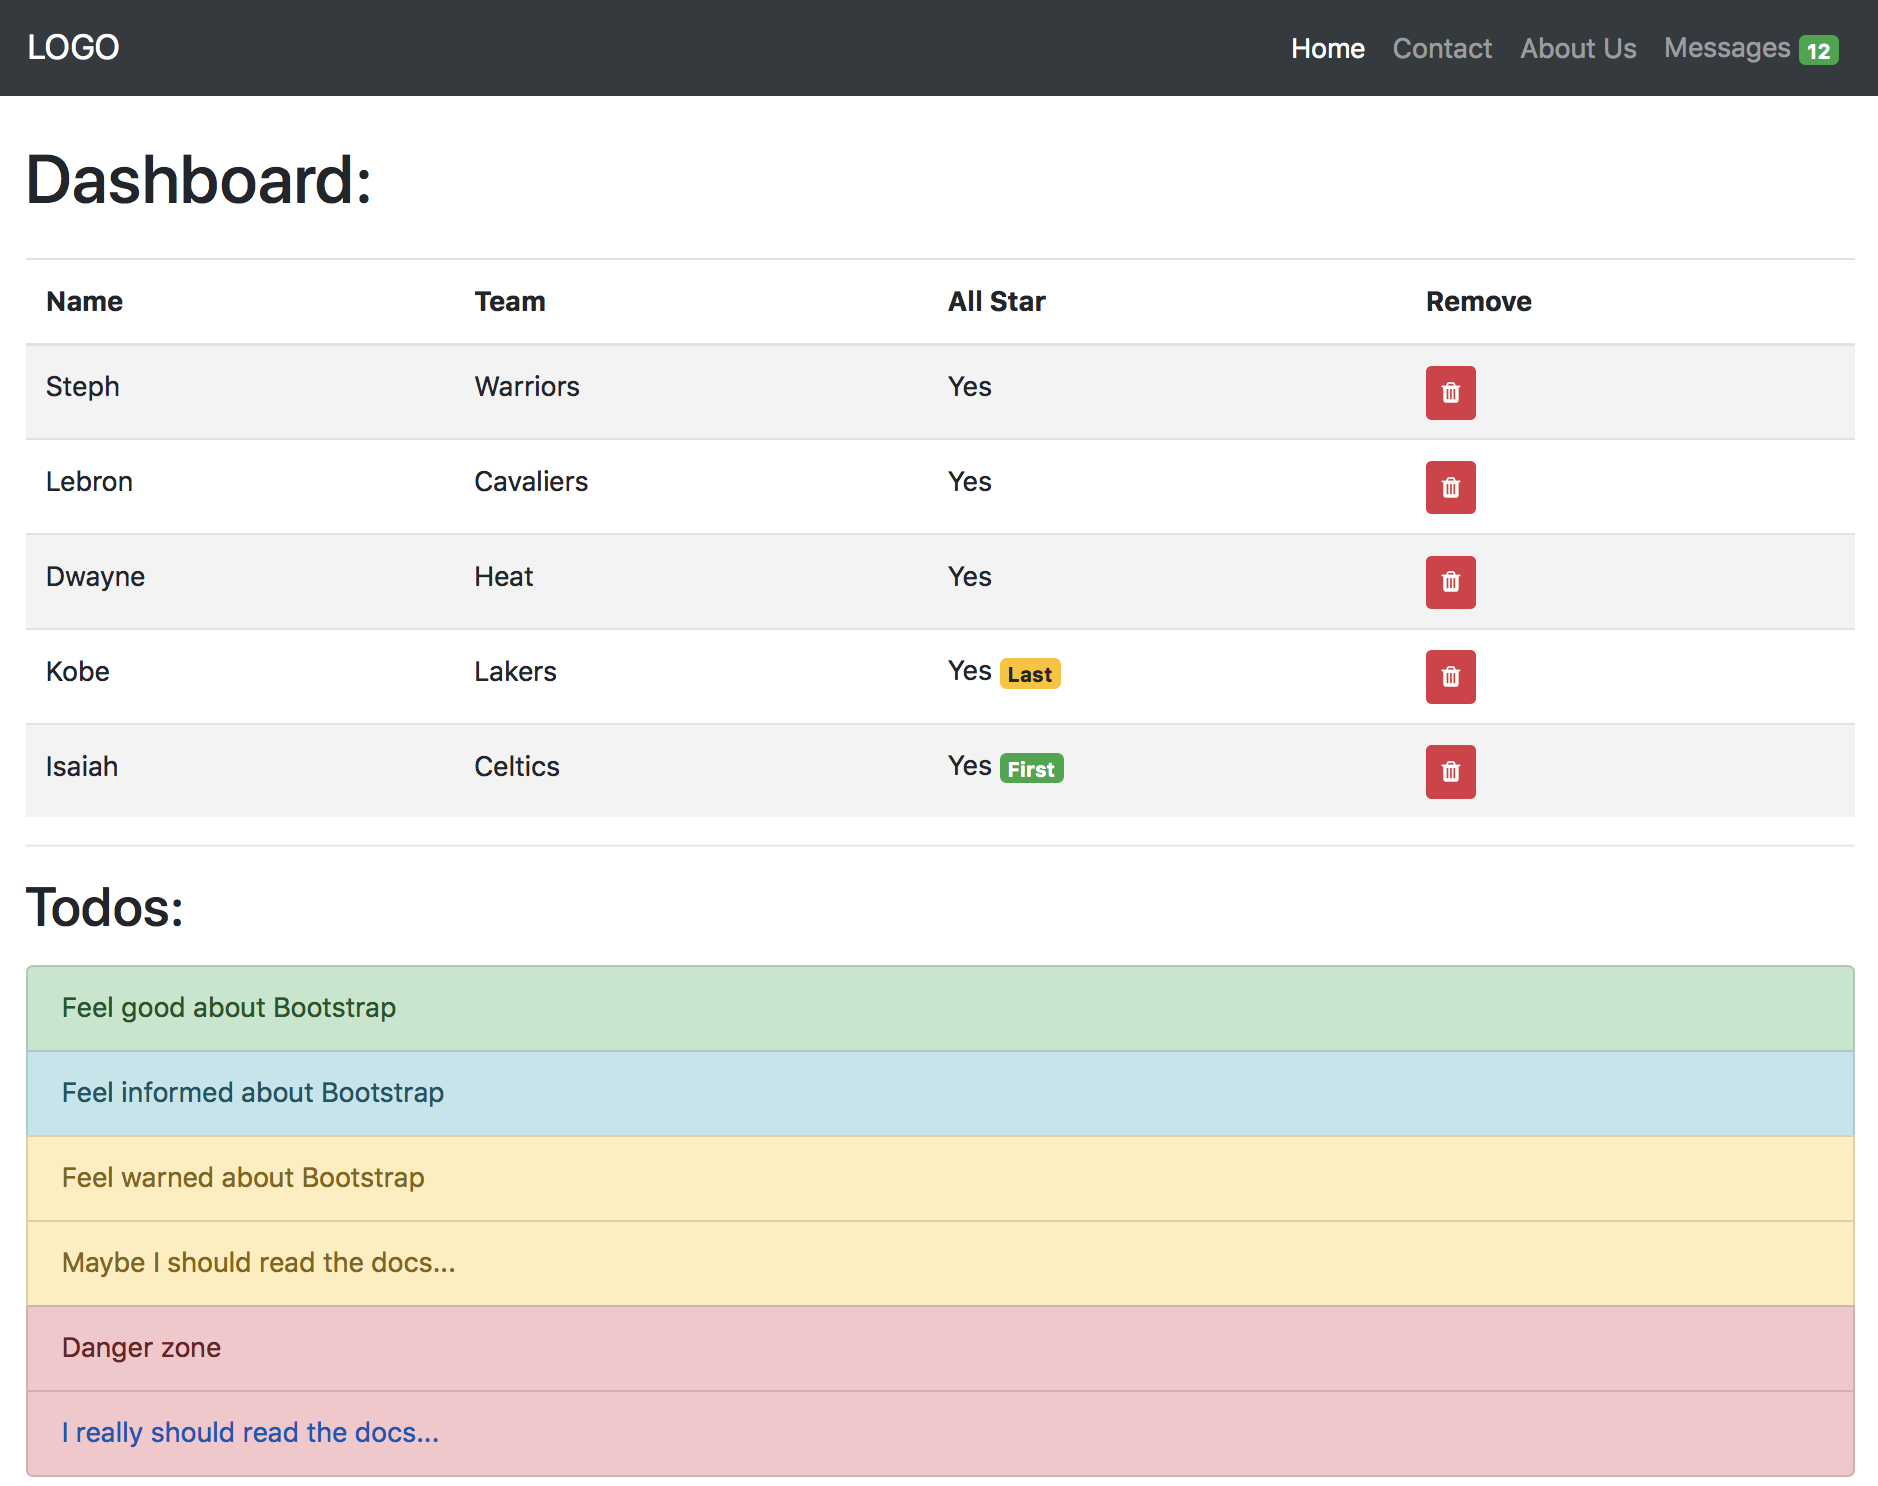 LOGO Home Contact About Us Messages 12
Dashboard:
Name Team All Star Remove
Steph Warriors Yes
Lebron Cavaliers Yes
Dwayne Heat Yes
Kobe Lakers Yes Last
Isaiah Celtics Yes First
Todos:
Feel good about Bootstrap
Feel informed about Bootstrap
Feel warned about Bootstrap
Maybe I should read the docs...
Danger zone
I really should read the docs...